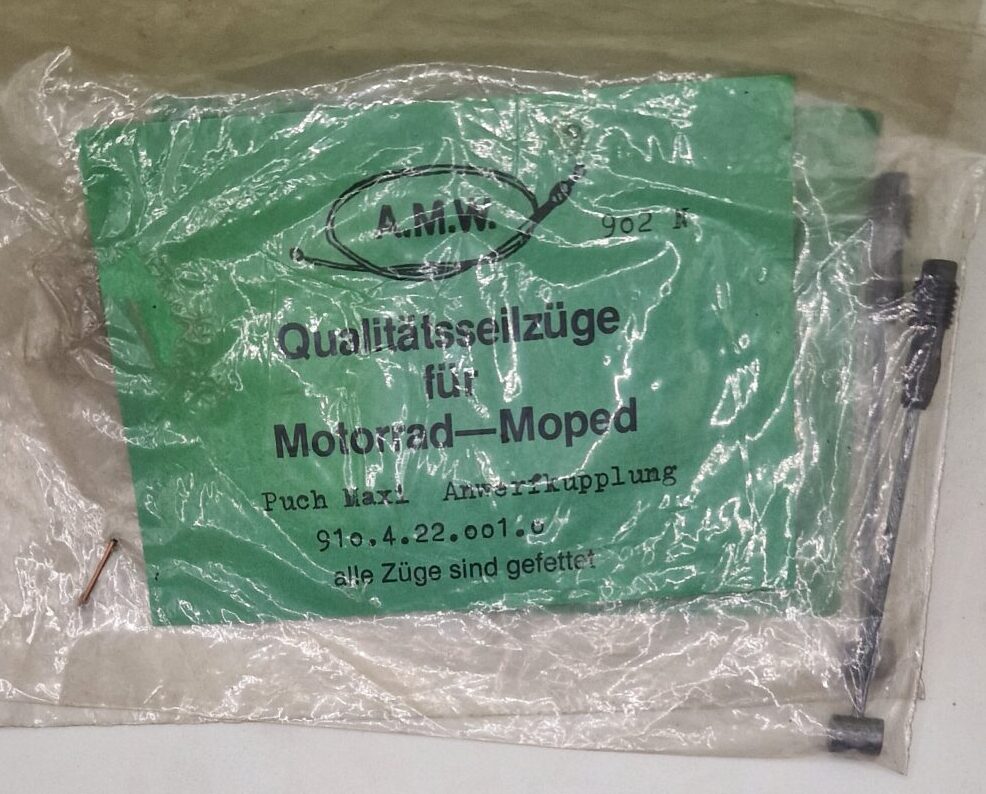 A.M.W.
902 N
Qualitätsseilzüge
für
Motorrad—Moped
Puch Maxi Anwerfkupplung
910.4.22.001.0
alle Züge sind gefettet